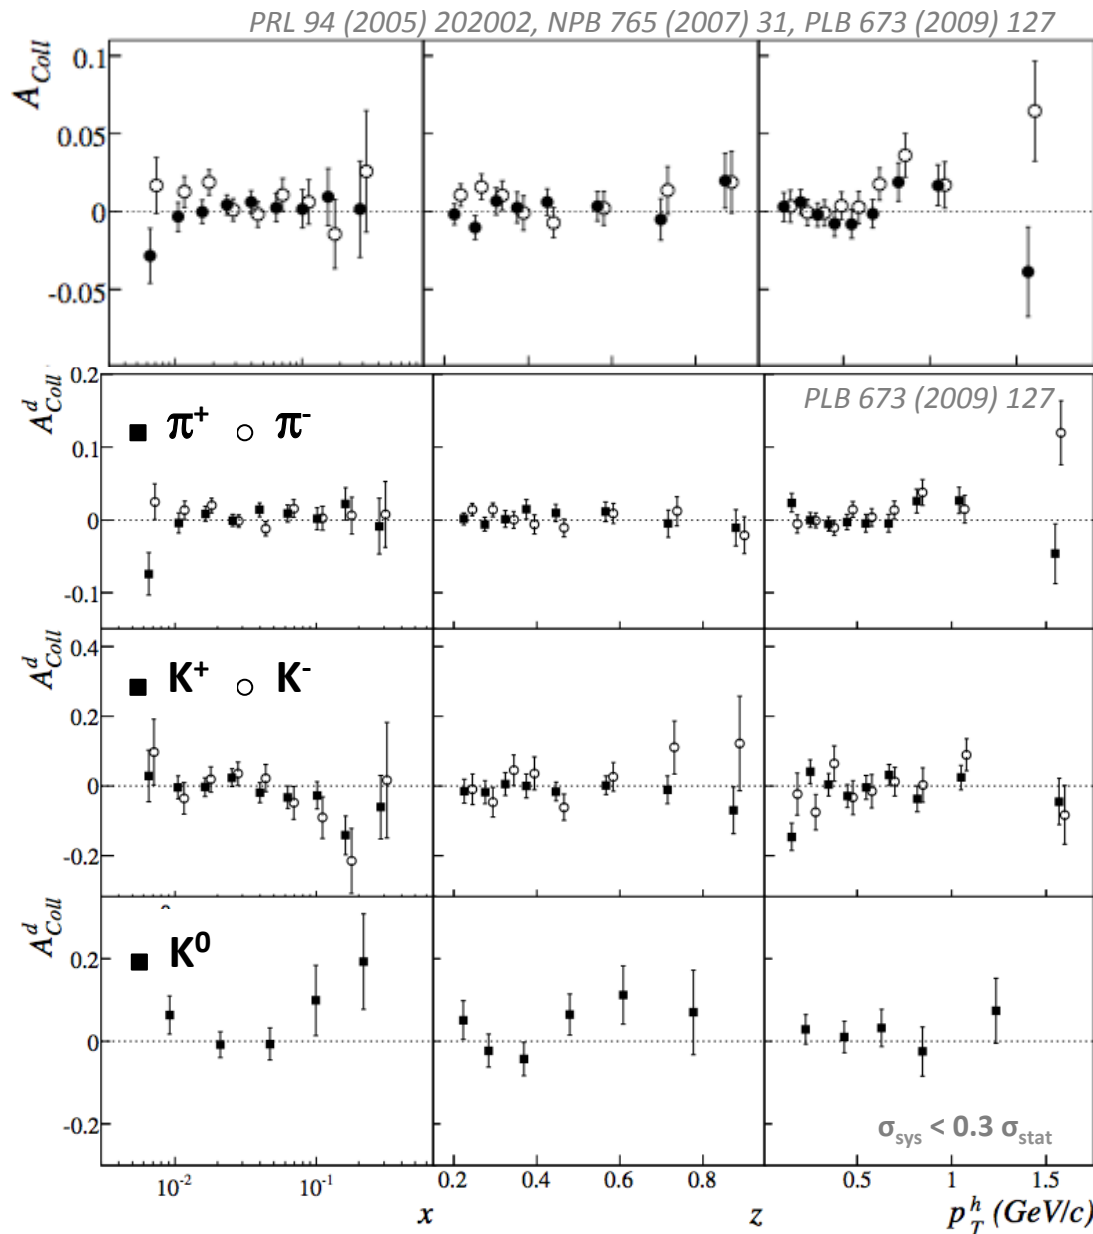 PRL 94 (2005) 202002, NPB 765 (2007) 31, PLB 673 (2009) 127
A_Coll
0.1
0.05
0
-0.05
A^d_Coll
0.2
0.1
0
-0.1
π⁺ π⁻
PLB 673 (2009) 127
A^d_Coll
0.4
0.2
0
-0.2
K⁺ K⁻
A^d_Coll
0.2
0
-0.2
K⁰
σ_sys < 0.3 σ_stat
10⁻² 10⁻¹ 0.2 0.4 0.6 0.8 0.5 1 1.5
x z p_T^h (GeV/c)